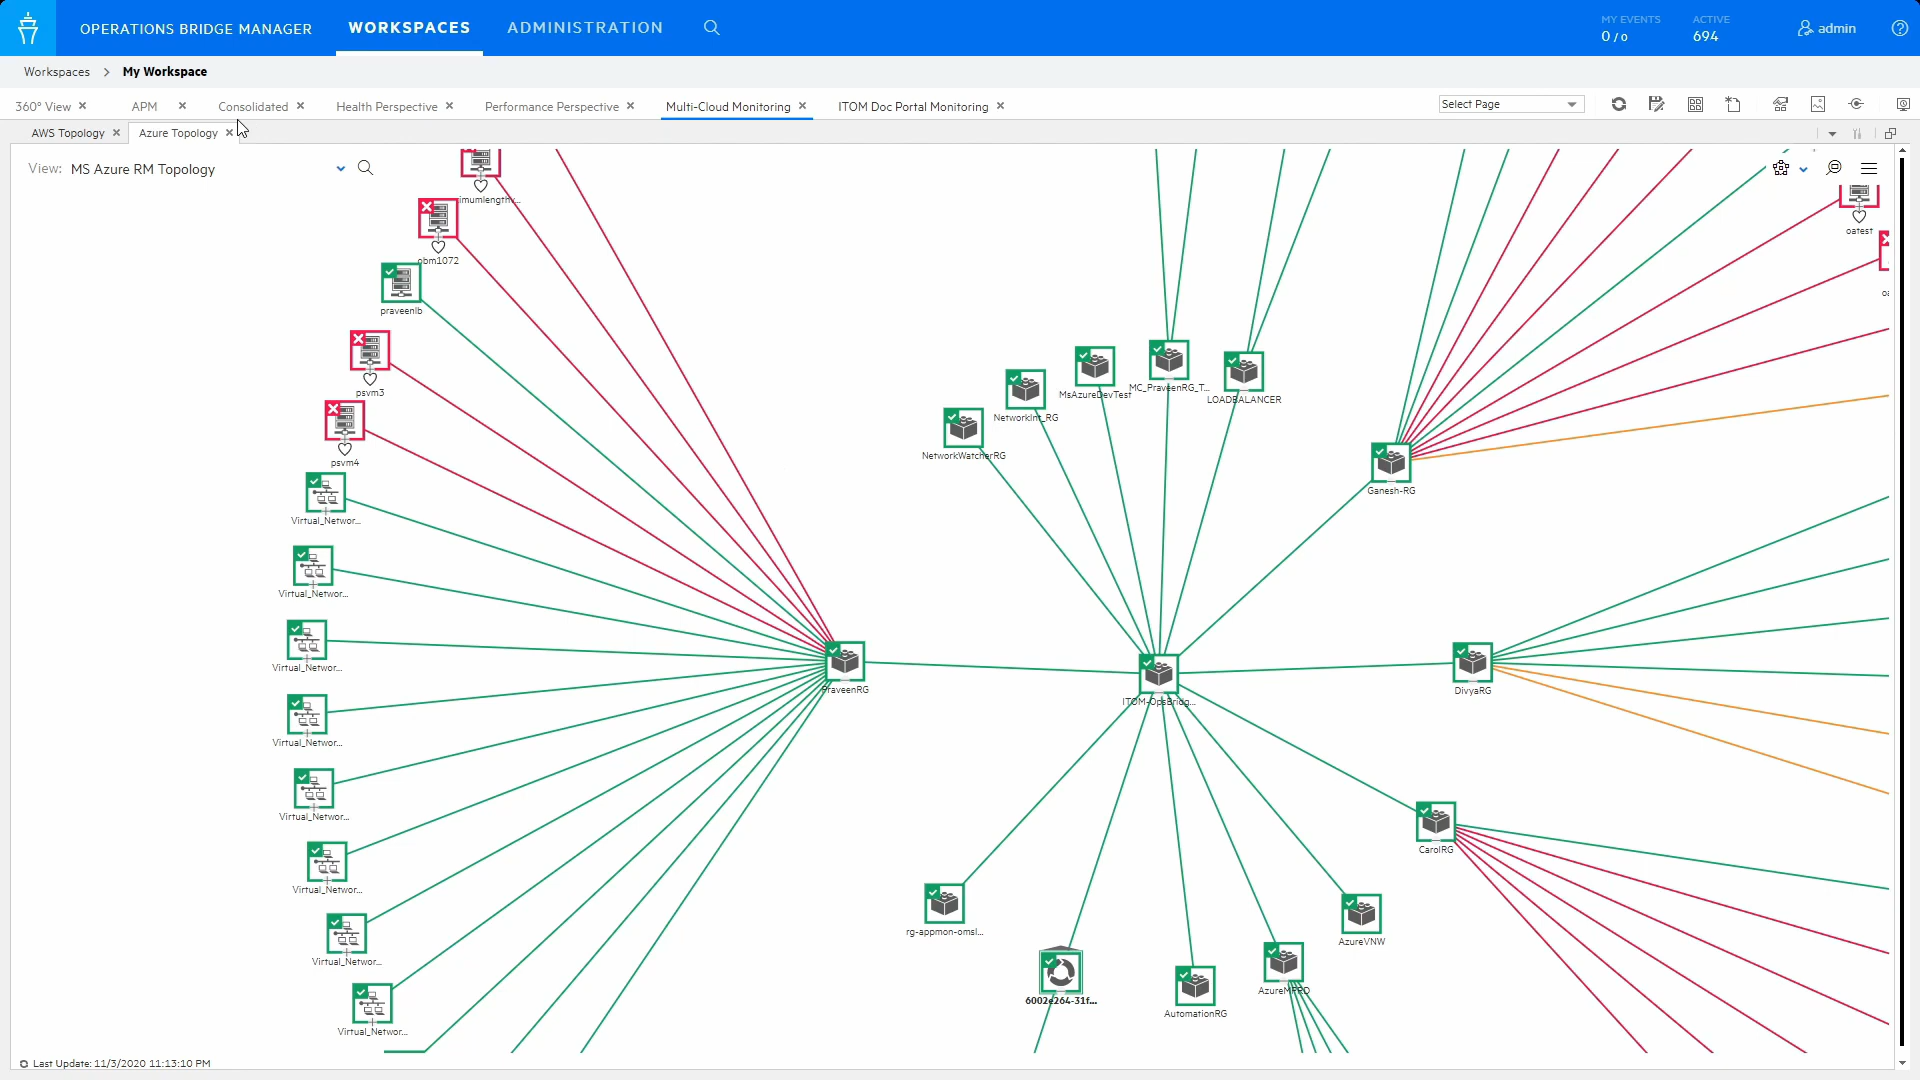 OPERATIONS BRIDGE MANAGER
WORKSPACES
ADMINISTRATION
MY EVENTS
0 / 0
ACTIVE
694
admin
Workspaces > My Workspace
360° View
APM
Consolidated
Health Perspective
Performance Perspective
Multi-Cloud Monitoring
ITOM Doc Portal Monitoring
Select Page
AWS Topology
Azure Topology
View: MS Azure RM Topology
imumlengthv...
obm1072
praveenlb
psvm3
psvm4
Virtual_Networ...
Virtual_Networ...
Virtual_Networ...
Virtual_Networ...
Virtual_Networ...
Virtual_Networ...
Virtual_Networ...
Virtual_Networ...
PraveenRG
NetworkWatcherRG
NetworkInt_RG
MsAzureDevTest
MC_PraveenRG_T...
LOADBALANCER
Ganesh-RG
oatest
ITOM-OpsBridg...
DivyaRG
CarolRG
rg-appmon-omsl...
6002e264-31f...
AutomationRG
AzureMPRD
AzureVNW
Last Update: 11/3/2020 11:13:10 PM